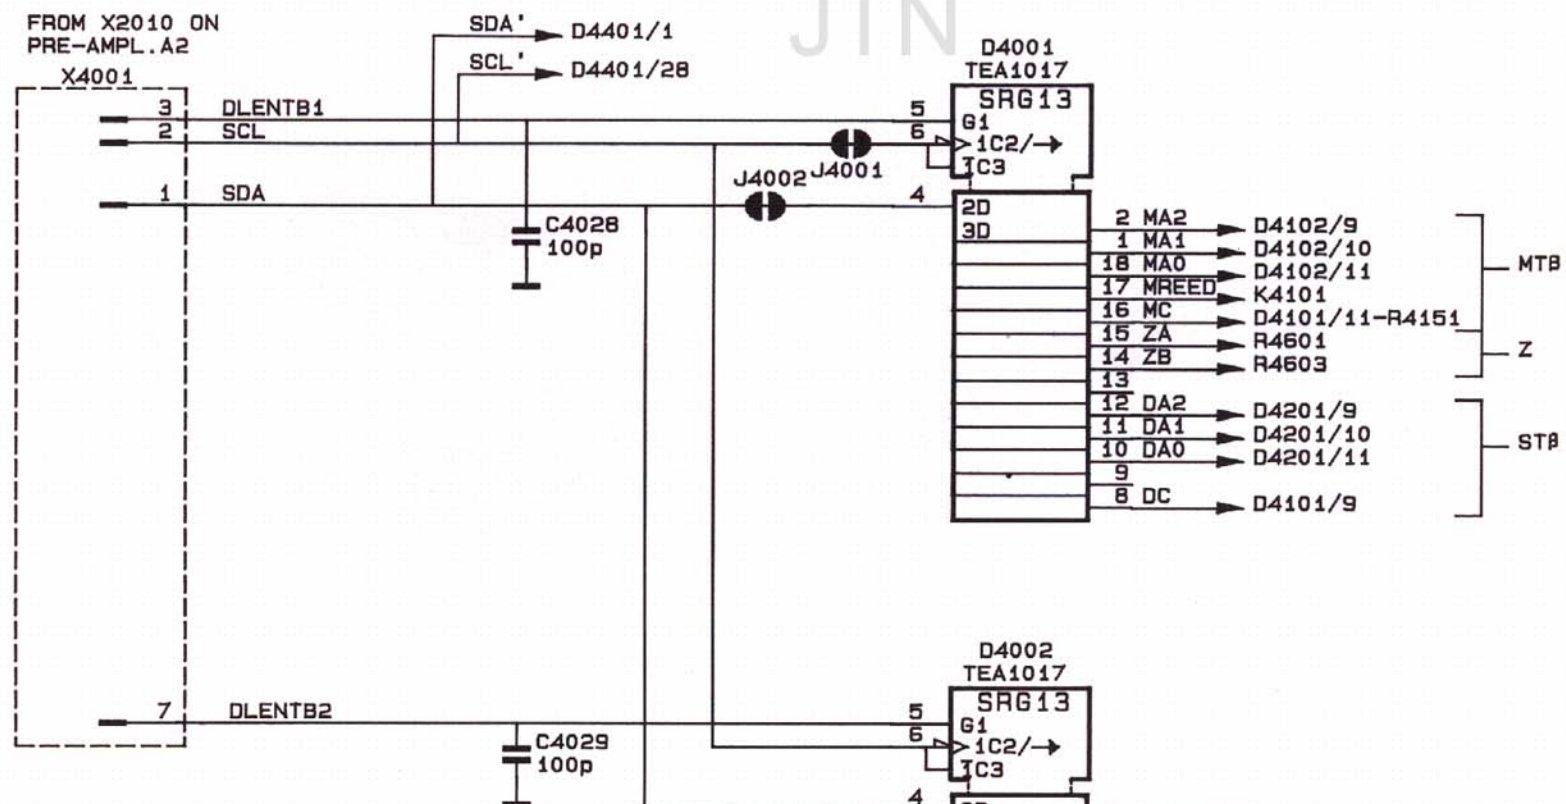 FROM X2010 ON
PRE-AMPL.A2
X4001
SDA' D4401/1
SCL' D4401/28
JIN
D4001
TEA1017
SRG13
3 DLENTB1 5 G1
2 SCL 6 1C2/→
J4001
C3
1 SDA J4002 4 2D
3D
C4028
100p
2 MA2 D4102/9
1 MA1 D4102/10
18 MA0 D4102/11
MTB
17 MREED K4101
16 MC D4101/11-R4151
15 ZA R4601
Z
14 ZB R4603
13
12 DA2 D4201/9
11 DA1 D4201/10
STB
10 DA0 D4201/11
9
8 DC D4101/9
D4002
TEA1017
SRG13
7 DLENTB2 5 G1
6 1C2/→
C3
C4029
100p
4